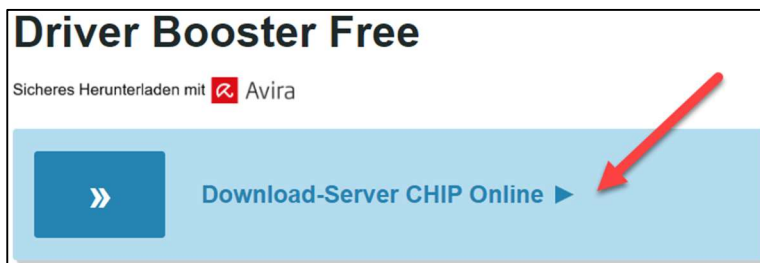 Driver Booster Free
Sicheres Herunterladen mit Avira
» Download-Server CHIP Online ►